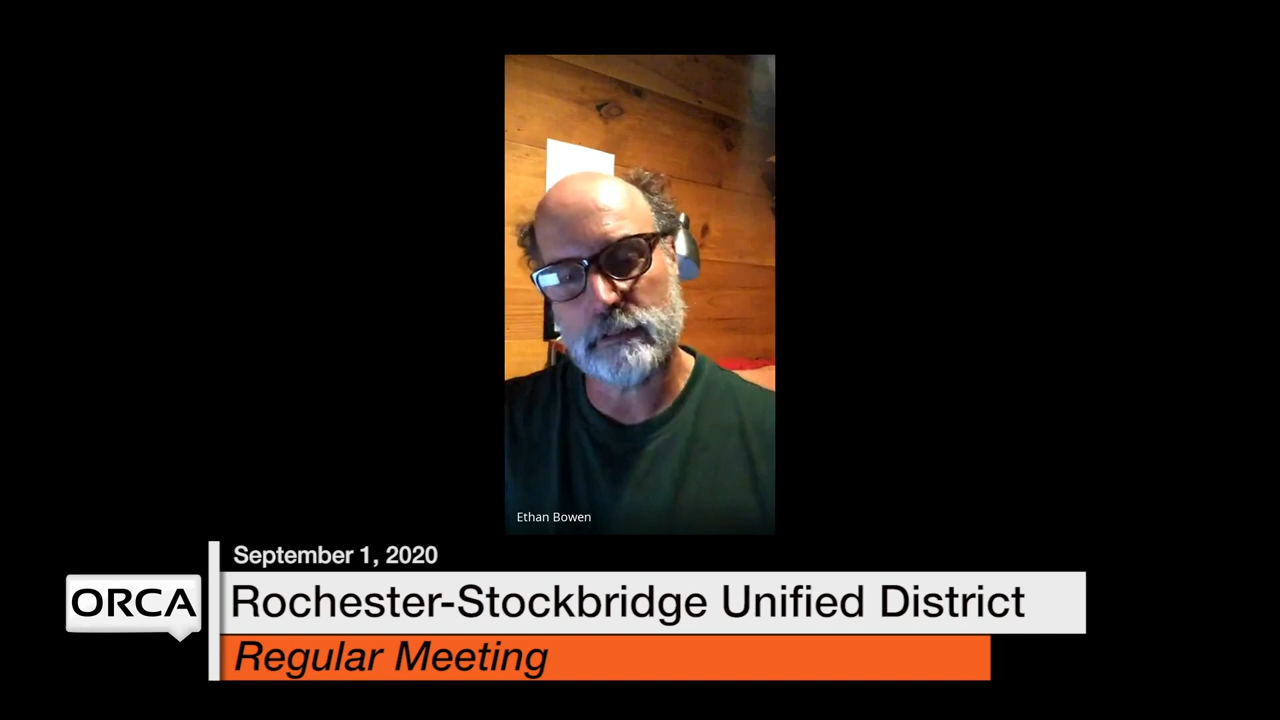 Ethan Bowen
September 1, 2020
ORCA
Rochester-Stockbridge Unified District
Regular Meeting